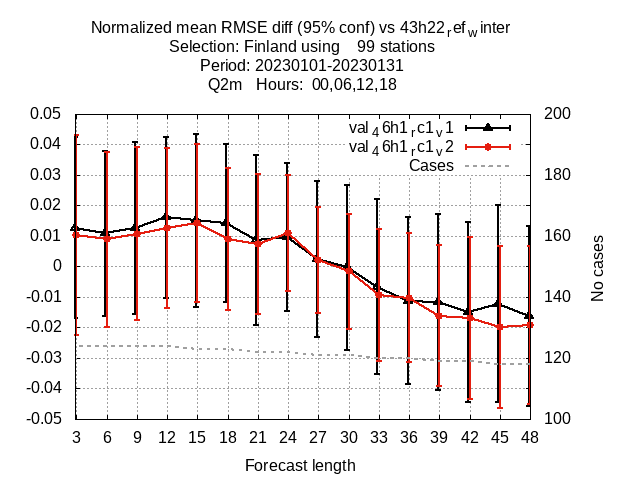 Normalized mean RMSE diff (95% conf) vs 43h22ᵣefwinter
Selection: Finland using    99 stations
Period: 20230101-20230131
Q2m   Hours:  00,06,12,18
0.05 200
val₄6h1ᵣc1ᵥ1
0.04
val₄6h1ᵣc1ᵥ2
Cases
0.03 180
0.02
0.01 160
0
No cases
-0.01 140
-0.02
-0.03 120
-0.04
-0.05 100
3 6 9 12 15 18 21 24 27 30 33 36 39 42 45 48
Forecast length